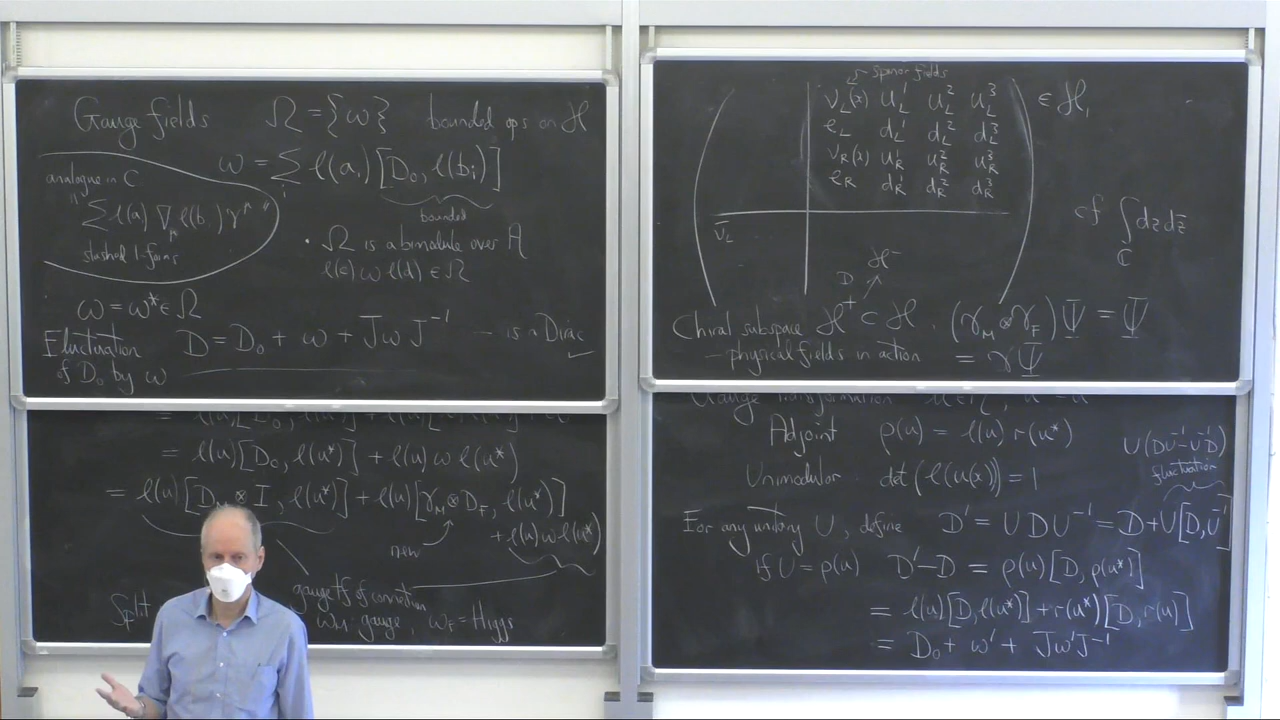 Gauge fields Ω = {ω} bounded ops on ℋ
ω = Σ_i ℓ(a_i) [D_0, ℓ(b_i)]
bounded
analogue in C
"Σ ℓ(a) ∇_μ ℓ(b) γ^μ"
slashed 1-forms
• Ω is a bimodule over A
ℓ(c) ω ℓ(d) ∈ Ω
ω = ω* ∈ Ω
Fluctuation D = D_0 + ω + JωJ^{-1} — is a Dirac ✓
of D_0 by ω
= ℓ(u)[D_0, ℓ(u*)] + ℓ(u) ω ℓ(u*)
= ℓ(u)[D_M ⊗ I, ℓ(u*)] + ℓ(u)[γ_M ⊗ D_F, ℓ(u*)]
new
+ ℓ(u) ω ℓ(u*)
gauge tf of connection
Split ω_M = gauge, ω_F = Higgs
spinor fields
ν_L(x) u_L^1 u_L^2 u_L^3
e_L d_L^1 d_L^2 d_L^3
ν_R(x) u_R^1 u_R^2 u_R^3
e_R d_R^1 d_R^2 d_R^3
ν̄_L
∈ ℋ_1
cf ∫_ℂ dz dz̄
D ℋ^-
Chiral subspace ℋ^+ ⊂ ℋ. (γ_M ⊗ γ_F) Ψ = Ψ
– physical fields in action = γΨ
Gauge transformation
Adjoint ρ(u) = ℓ(u) r(u*)
Unimodular det(ℓ(u(x))) = 1
U(DU^{-1} - U^{-1}D)
fluctuation
For any unitary U, define D' = U D U^{-1} = D + U[D, U^{-1}]
If U = ρ(u) D' - D = ρ(u)[D, ρ(u*)]
= ℓ(u)[D, ℓ(u*)] + r(u*)[D, r(u)]
= D_0 + ω' + Jω'J^{-1}